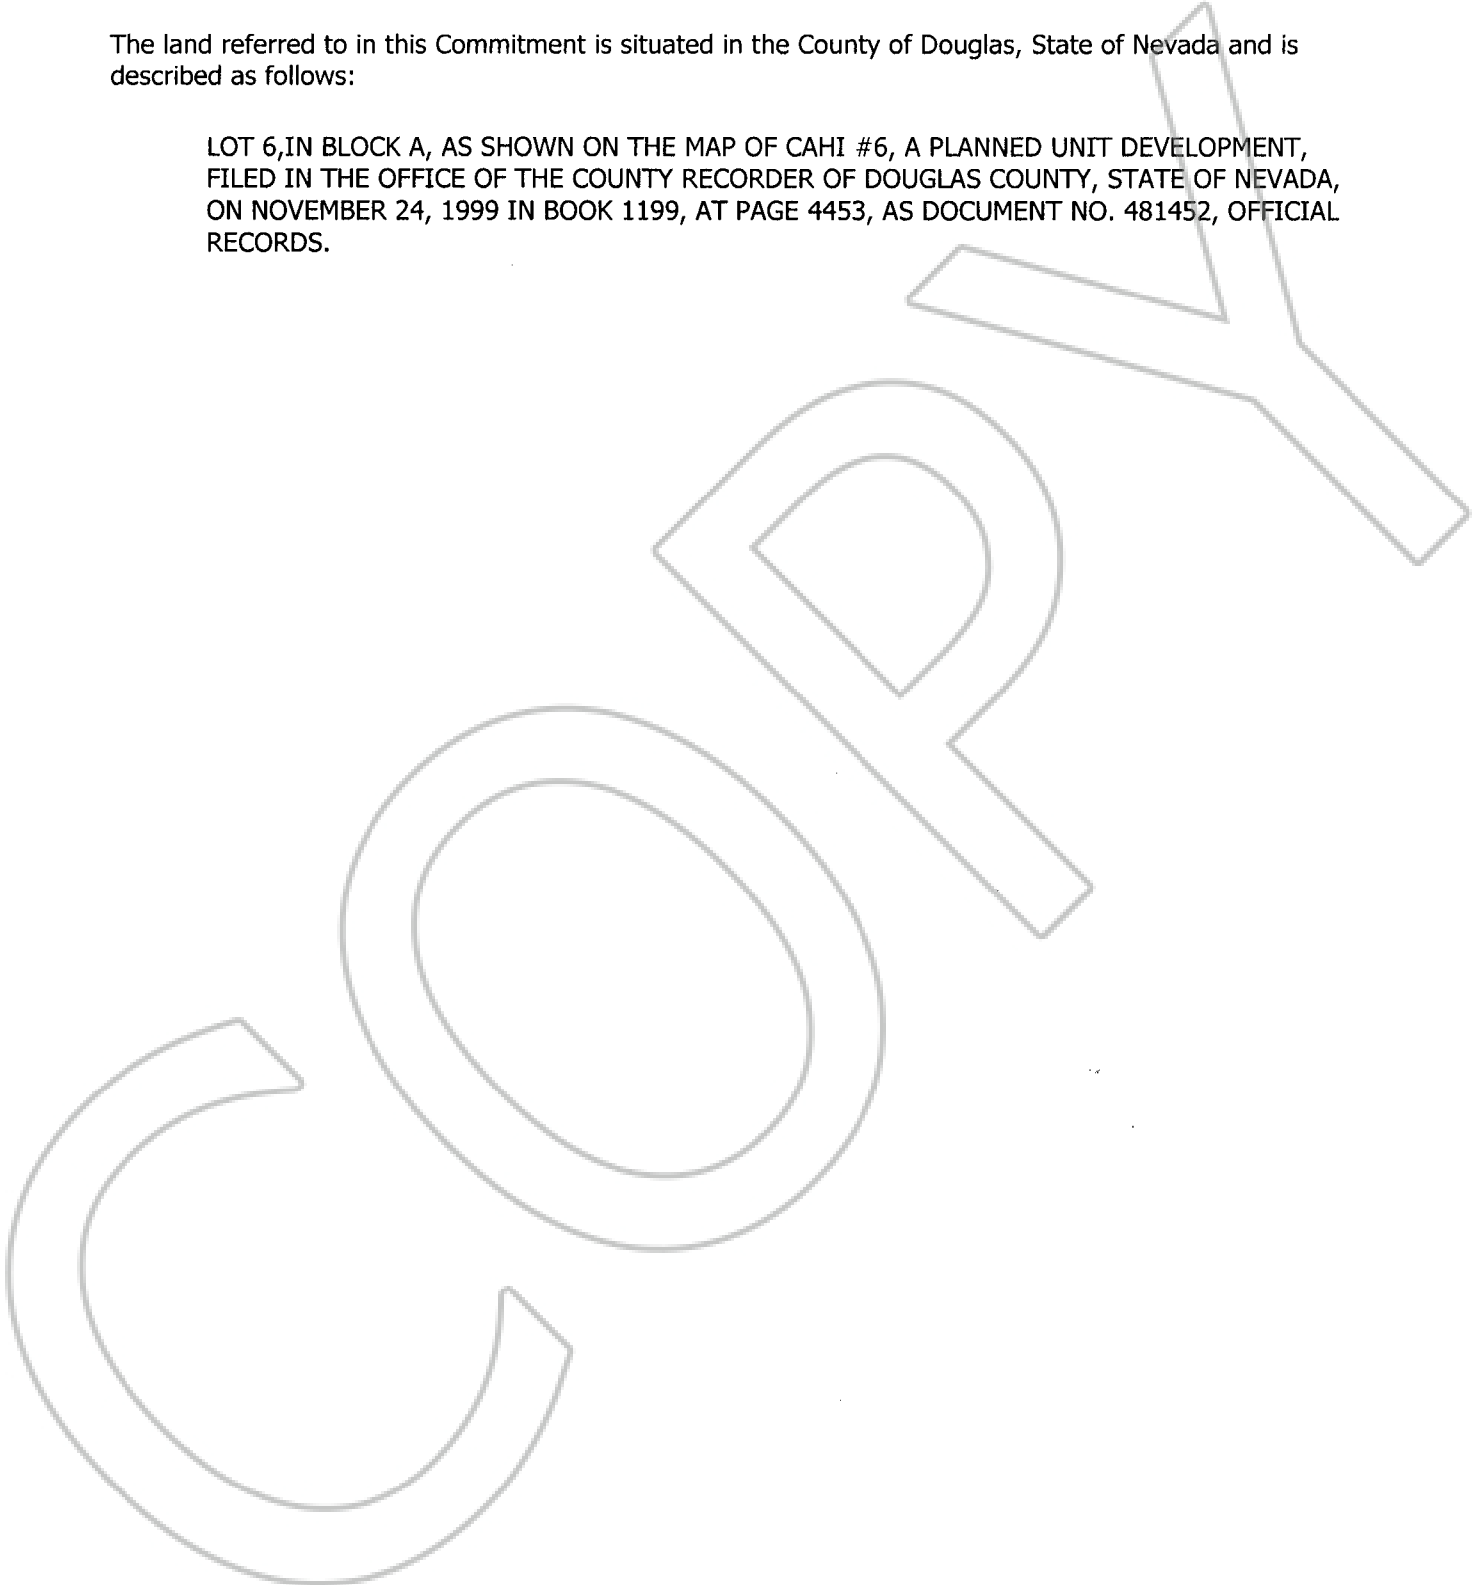 The land referred to in this Commitment is situated in the County of Douglas, State of Nevada and is
described as follows:
LOT 6,IN BLOCK A, AS SHOWN ON THE MAP OF CAHI #6, A PLANNED UNIT DEVELOPMENT,
FILED IN THE OFFICE OF THE COUNTY RECORDER OF DOUGLAS COUNTY, STATE OF NEVADA,
ON NOVEMBER 24, 1999 IN BOOK 1199, AT PAGE 4453, AS DOCUMENT NO. 481452, OFFICIAL
RECORDS.
COPY